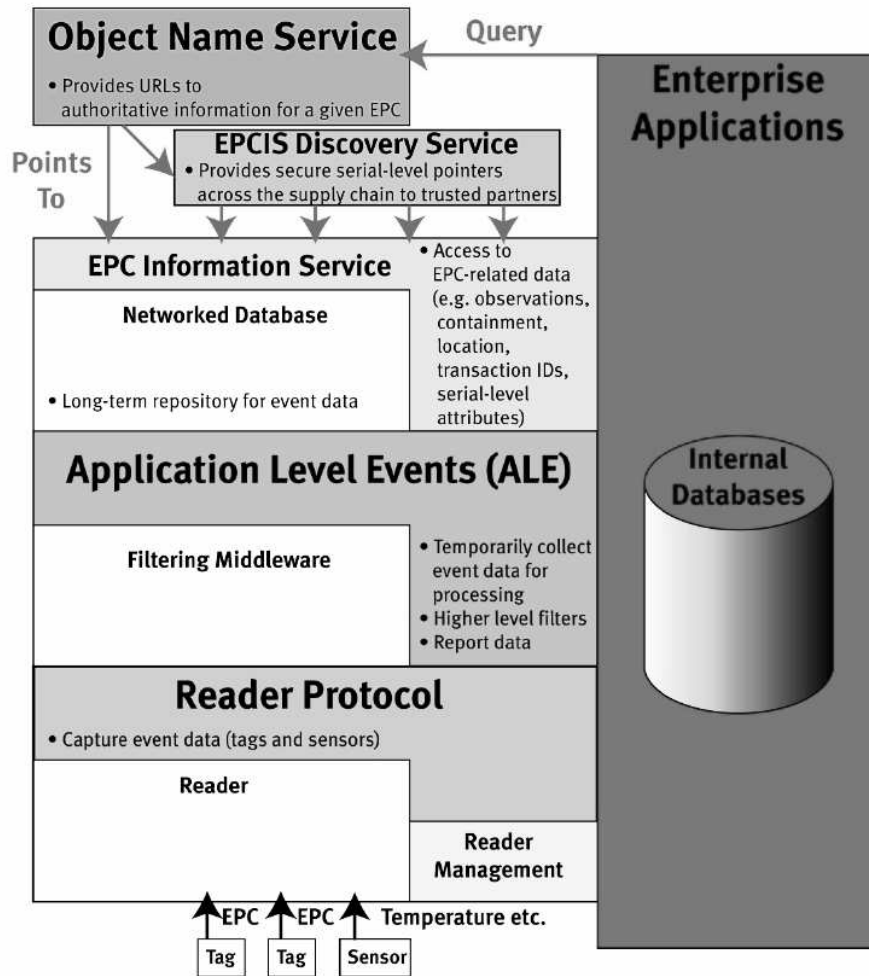 Object Name Service
• Provides URLs to
authoritative information for a given EPC
Query
Enterprise
Applications
Points
To
EPCIS Discovery Service
• Provides secure serial-level pointers
across the supply chain to trusted partners
EPC Information Service
• Access to
EPC-related data
(e.g. observations,
containment,
location,
transaction IDs,
serial-level
attributes)
Networked Database
• Long-term repository for event data
Application Level Events (ALE)
Filtering Middleware
• Temporarily collect
event data for
processing
• Higher level filters
• Report data
Internal
Databases
Reader Protocol
• Capture event data (tags and sensors)
Reader
Reader
Management
EPC
EPC
Temperature etc.
Tag
Tag
Sensor